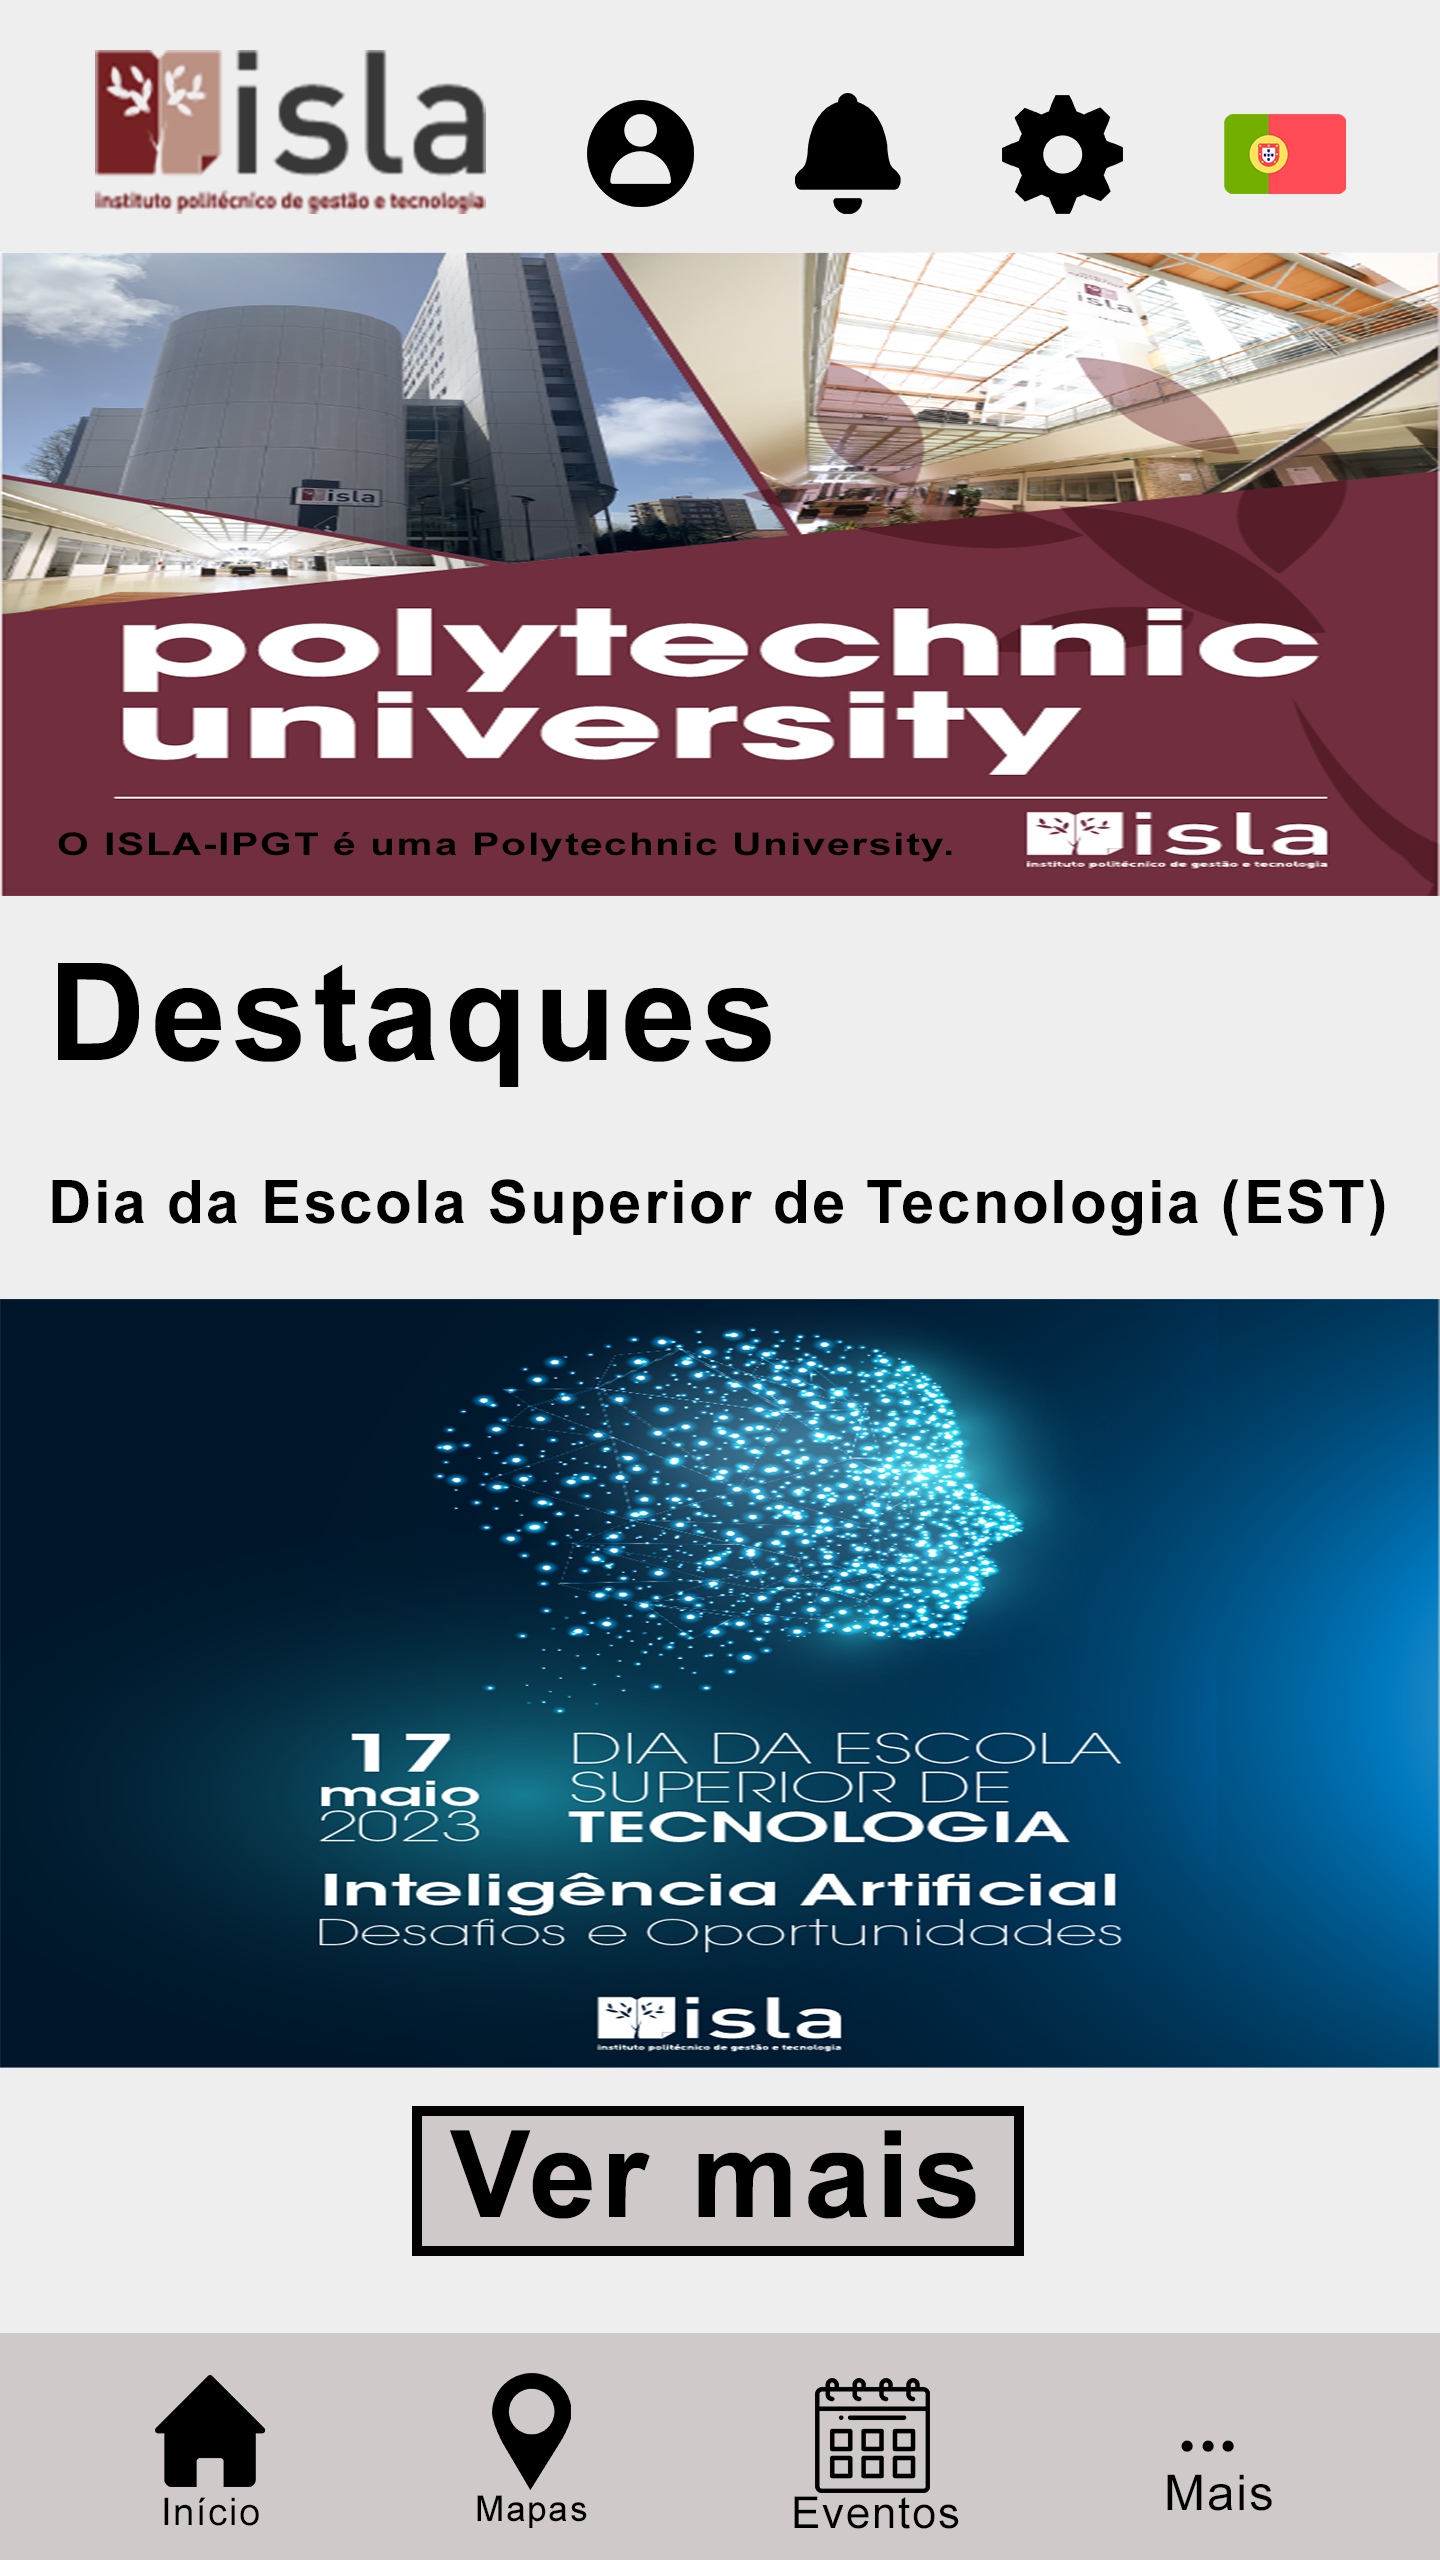 isla
instituto politécnico de gestão e tecnologia
isla
isla
polytechnic
university
O ISLA-IPGT é uma Polytechnic University.
isla
instituto politécnico de gestão e tecnologia
Destaques
Dia da Escola Superior de Tecnologia (EST)
17
maio
2023
DIA DA ESCOLA
SUPERIOR DE
TECNOLOGIA
Inteligência Artificial
Desafios e Oportunidades
isla
instituto politécnico de gestão e tecnologia
Ver mais
Início
Mapas
Eventos
Mais